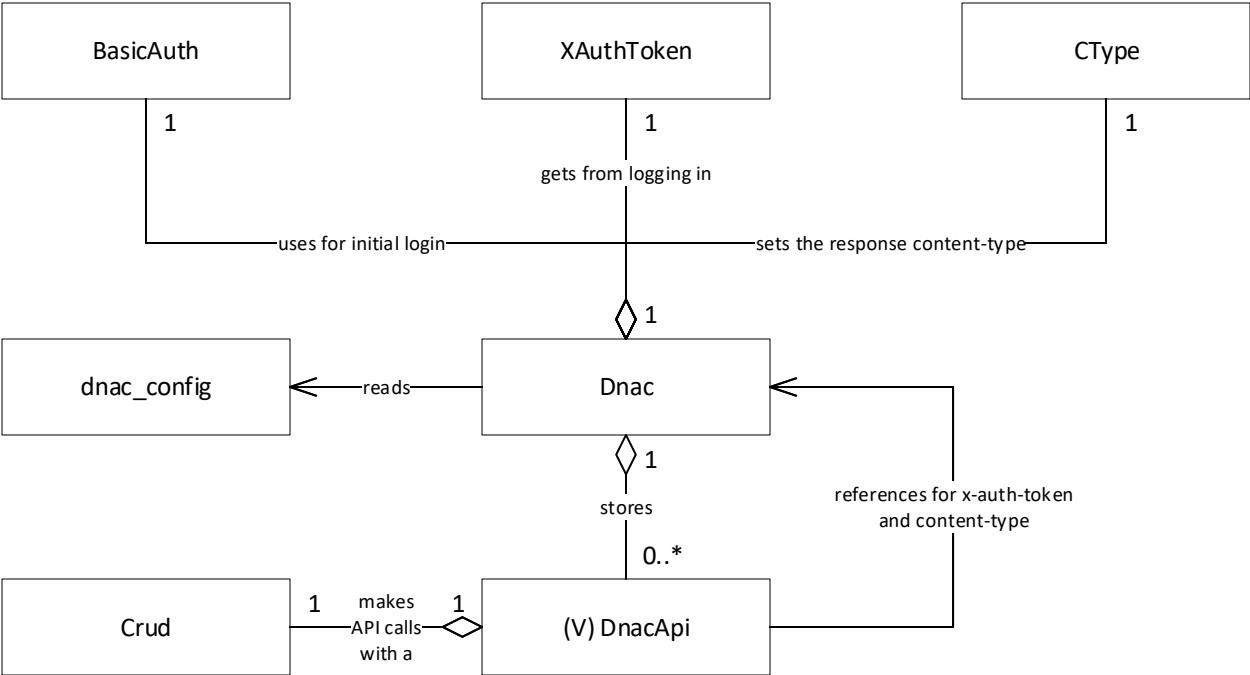 BasicAuth
XAuthToken
CType
1
1
1
gets from logging in
uses for initial login
sets the response content-type
1
dnac_config
reads
Dnac
1
stores
references for x-auth-token
and content-type
0..*
Crud
1
makes
API calls
with a
1
(V) DnacApi